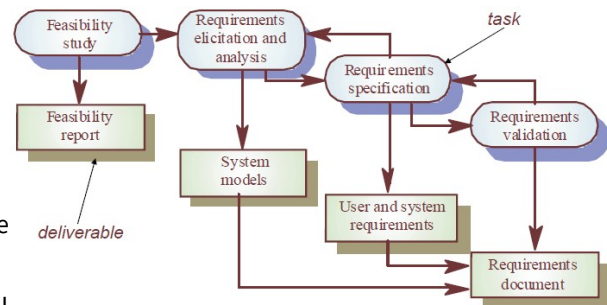 task
Feasibility
study
Requirements
elicitation and
analysis
Requirements
specification
Requirements
validation
Feasibility
report
System
models
User and system
requirements
Requirements
document
deliverable
e